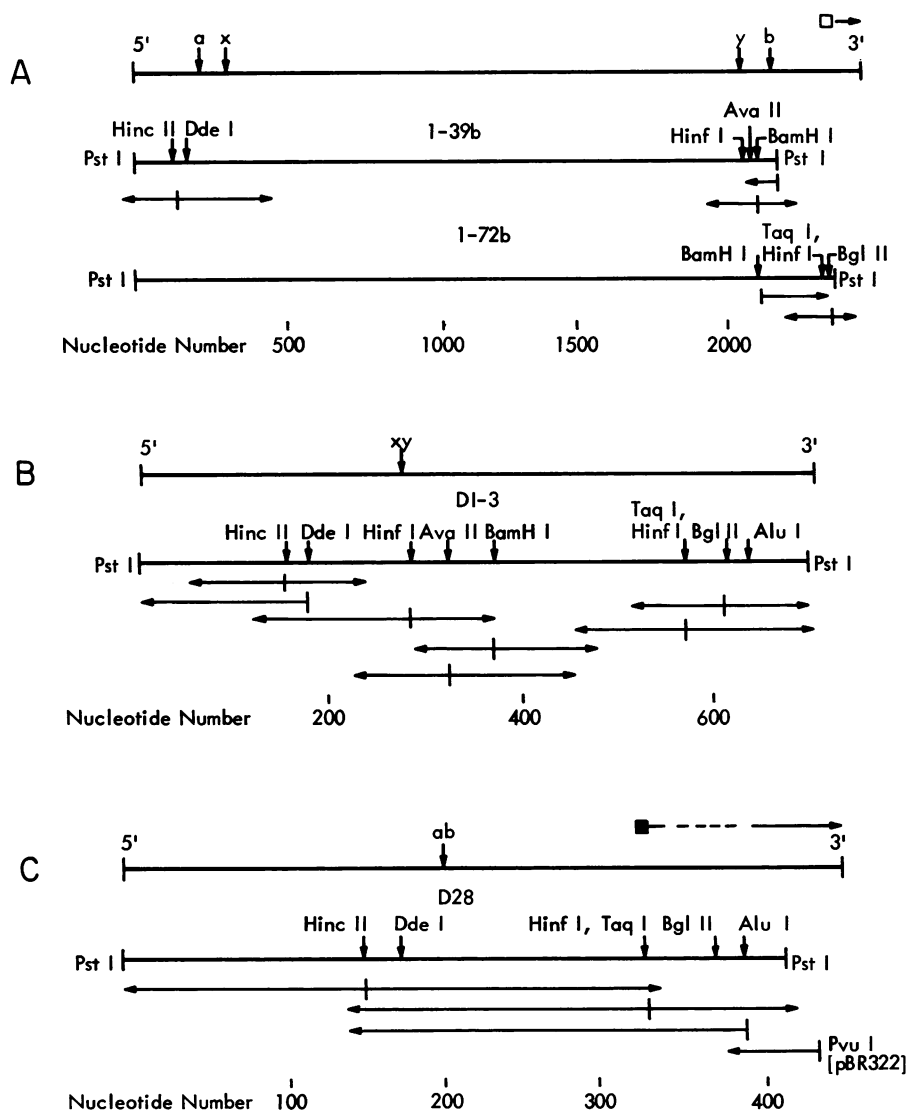 A
5'
a
x
y
b
3'
Hinc II Dde I
1-39b
Ava II
Hinf I
BamH I
Pst I
Pst I
1-72b
Taq I,
BamH I
Hinf I
Bgl II
Pst I
Pst I
Nucleotide Number 500 1000 1500 2000
B
5'
xy
3'
DI-3
Taq I,
Hinc II Dde I Hinf I Ava II BamH I Hinf I Bgl II Alu I
Pst I
Pst I
Nucleotide Number 200 400 600
C
5'
ab
3'
D28
Hinc II Dde I Hinf I, Taq I Bgl II Alu I
Pst I
Pst I
Pvu I
[pBR322]
Nucleotide Number 100 200 300 400